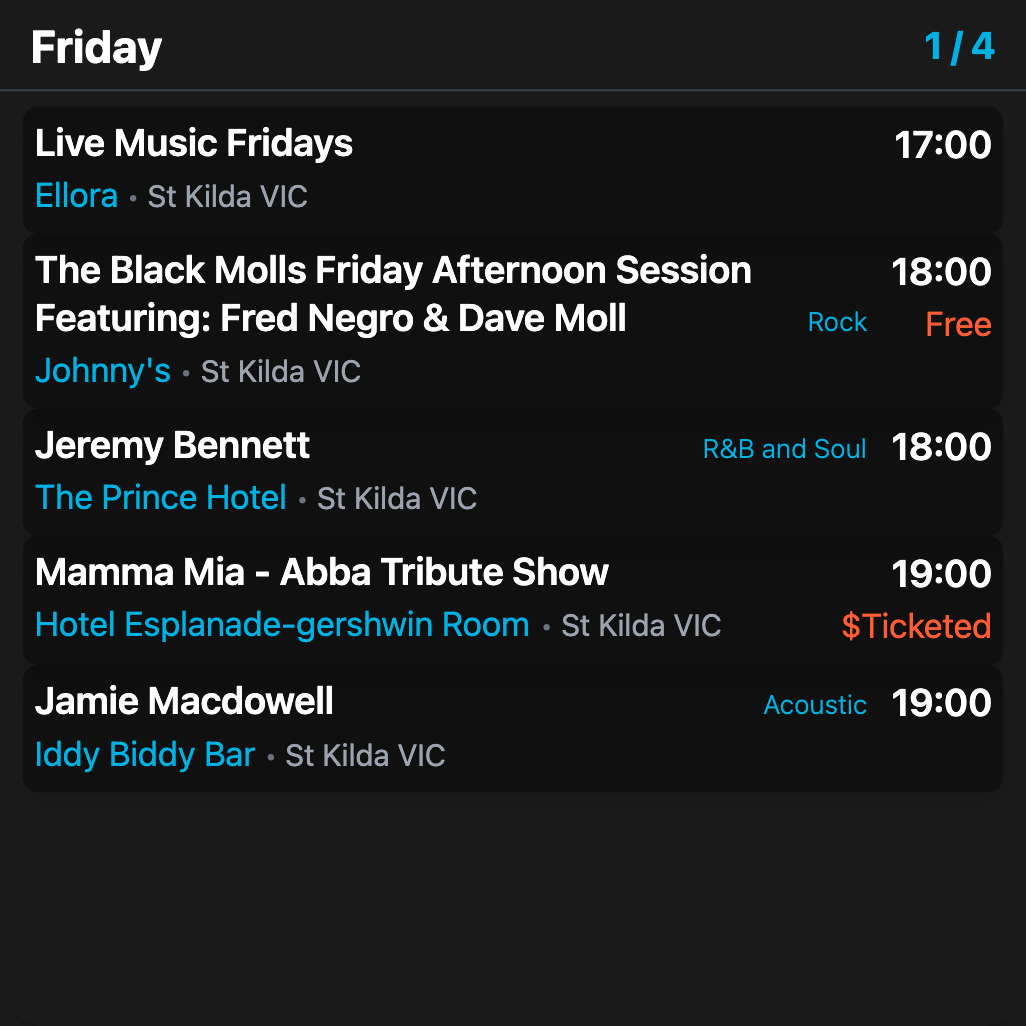 Friday 1 / 4
Live Music Fridays 17:00
Ellora • St Kilda VIC
The Black Molls Friday Afternoon Session 18:00
Featuring: Fred Negro & Dave Moll Rock Free
Johnny's • St Kilda VIC
Jeremy Bennett R&B and Soul 18:00
The Prince Hotel • St Kilda VIC
Mamma Mia - Abba Tribute Show 19:00
Hotel Esplanade-gershwin Room • St Kilda VIC $Ticketed
Jamie Macdowell Acoustic 19:00
Iddy Biddy Bar • St Kilda VIC